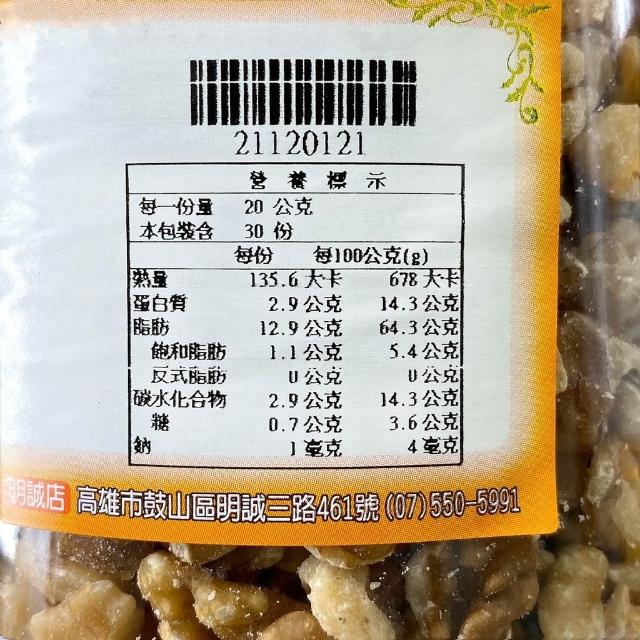 21120121
營養標示
每一份量 20 公克
本包裝含 30 份
每份 每100公克(g)
熱量 135.6 大卡 678 大卡
蛋白質 2.9 公克 14.3 公克
脂肪 12.9 公克 64.3 公克
飽和脂肪 1.1 公克 5.4 公克
反式脂肪 0 公克 0 公克
碳水化合物 2.9 公克 14.3 公克
糖 0.7 公克 3.6 公克
鈉 1 毫克 4 毫克
明誠店 高雄市鼓山區明誠三路461號 (07)550-5991